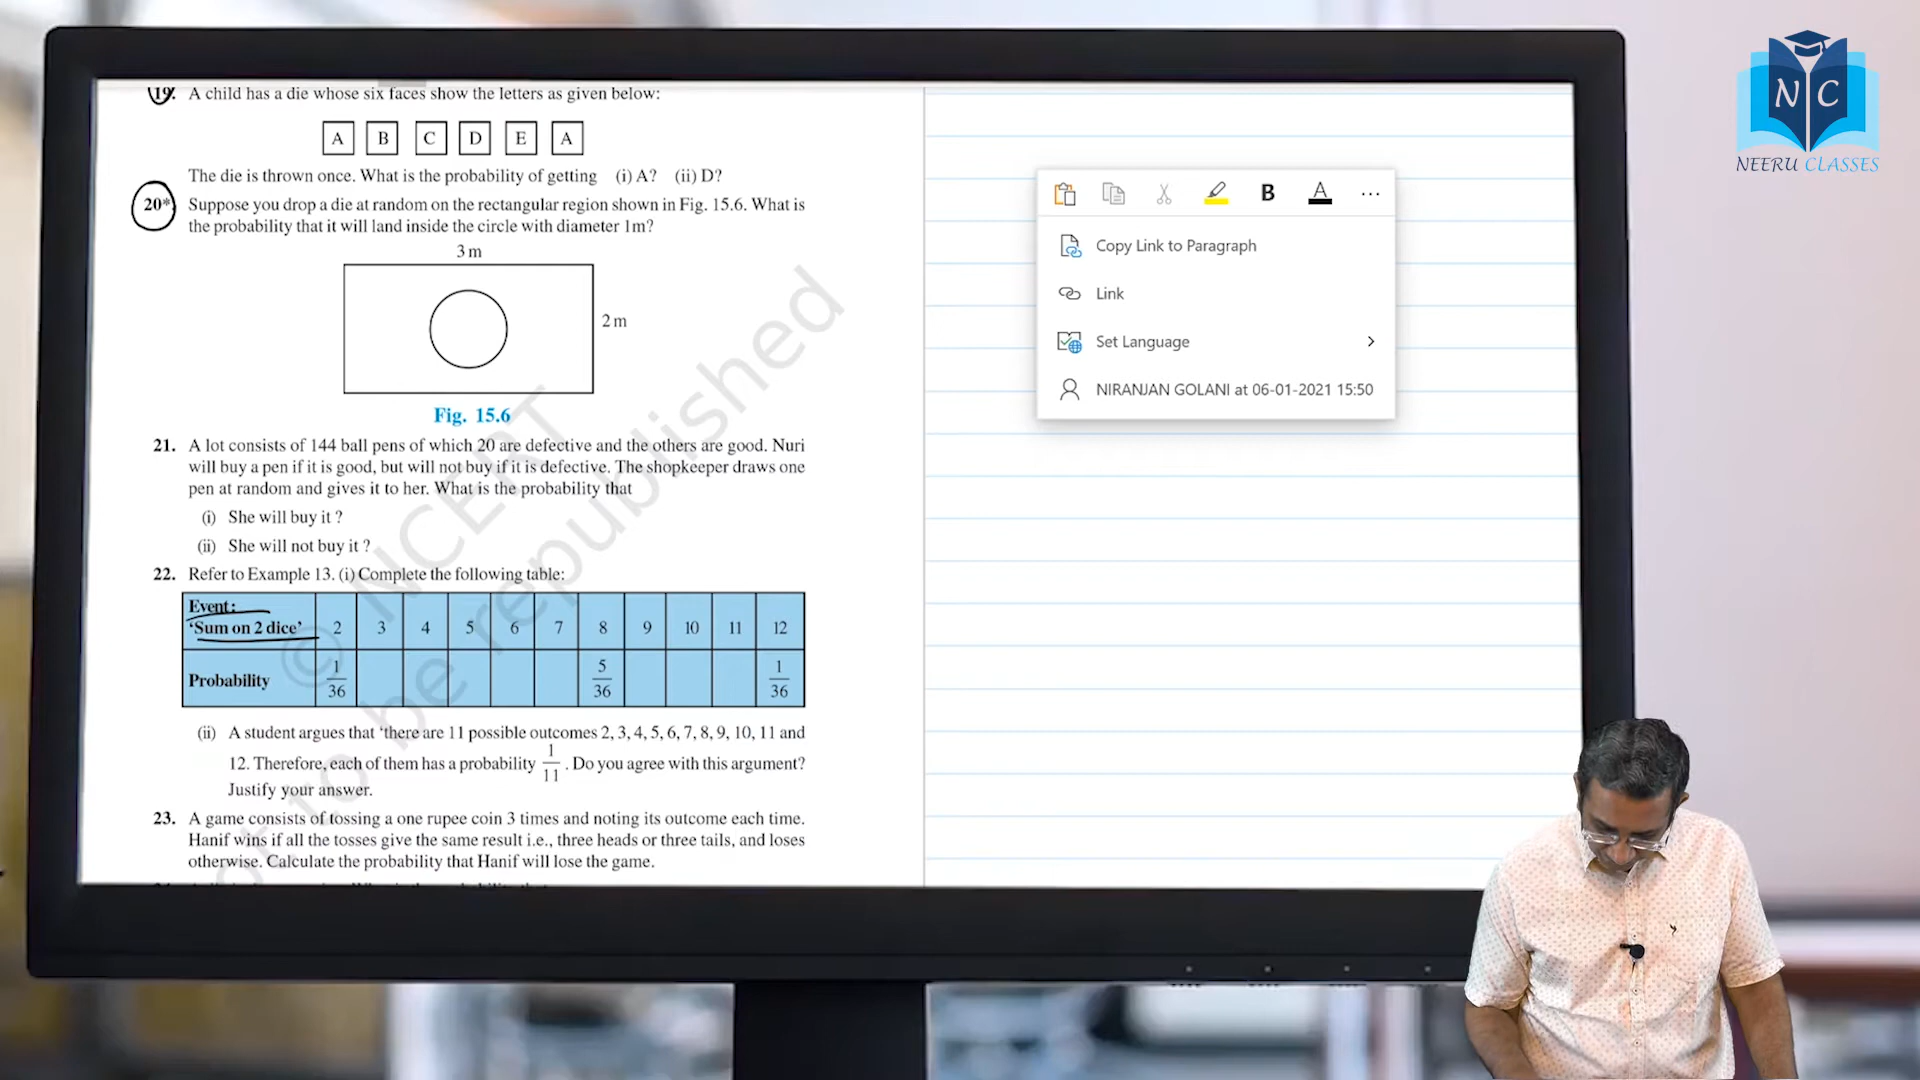 19. A child has a die whose six faces show the letters as given below:
A B C D E A
The die is thrown once. What is the probability of getting (i) A? (ii) D?
20* Suppose you drop a die at random on the rectangular region shown in Fig. 15.6. What is
the probability that it will land inside the circle with diameter 1m?
3 m
2 m
Fig. 15.6
21. A lot consists of 144 ball pens of which 20 are defective and the others are good. Nuri
will buy a pen if it is good, but will not buy if it is defective. The shopkeeper draws one
pen at random and gives it to her. What is the probability that
(i) She will buy it ?
(ii) She will not buy it ?
22. Refer to Example 13. (i) Complete the following table:
Event:
'Sum on 2 dice' 2 3 4 5 6 7 8 9 10 11 12
Probability 1/36 5/36 1/36
(ii) A student argues that 'there are 11 possible outcomes 2, 3, 4, 5, 6, 7, 8, 9, 10, 11 and
12. Therefore, each of them has a probability 1/11. Do you agree with this argument?
Justify your answer.
23. A game consists of tossing a one rupee coin 3 times and noting its outcome each time.
Hanif wins if all the tosses give the same result i.e., three heads or three tails, and loses
otherwise. Calculate the probability that Hanif will lose the game.
© NCERT
be republished
B A ...
Copy Link to Paragraph
Link
Set Language
NIRANJAN GOLANI at 06-01-2021 15:50
N C
NEERU CLASSES